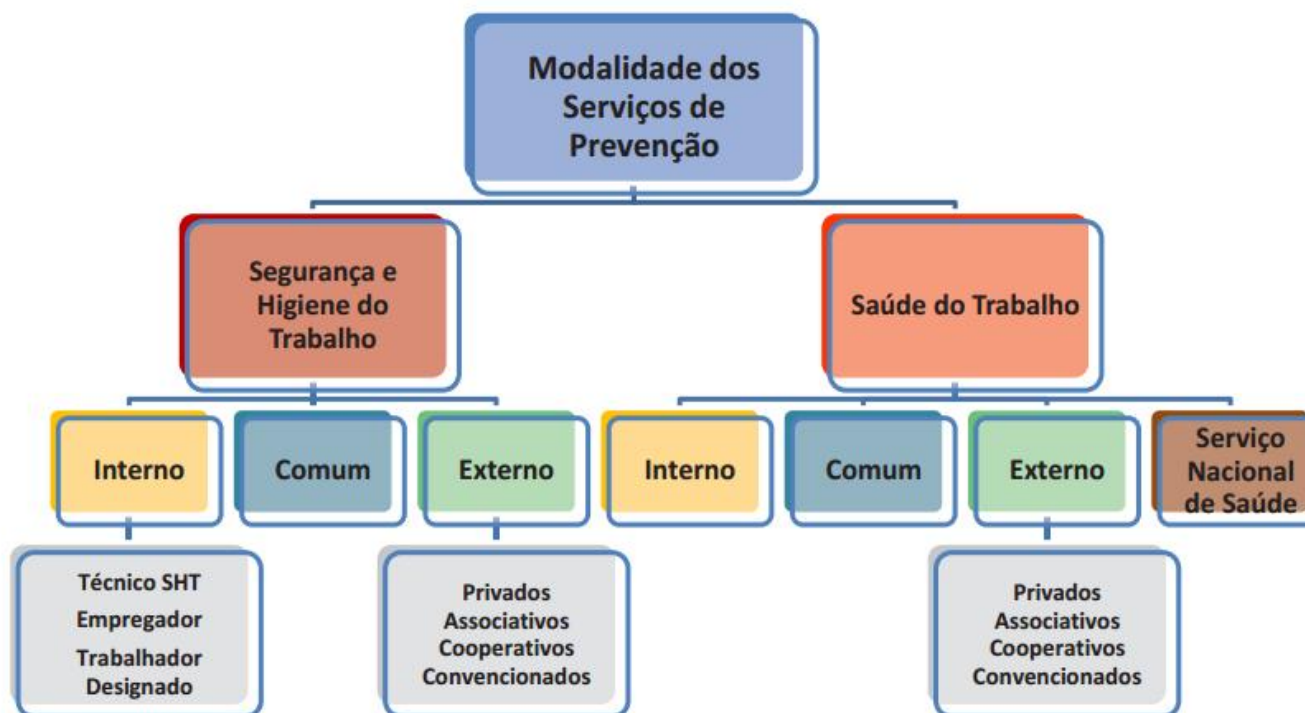 Modalidade dos
Serviços de
Prevenção
Segurança e
Higiene do
Trabalho
Saúde do Trabalho
Interno
Comum
Externo
Interno
Comum
Externo
Serviço
Nacional
de Saúde
Técnico SHT
Empregador
Trabalhador
Designado
Privados
Associativos
Cooperativos
Convencionados
Privados
Associativos
Cooperativos
Convencionados